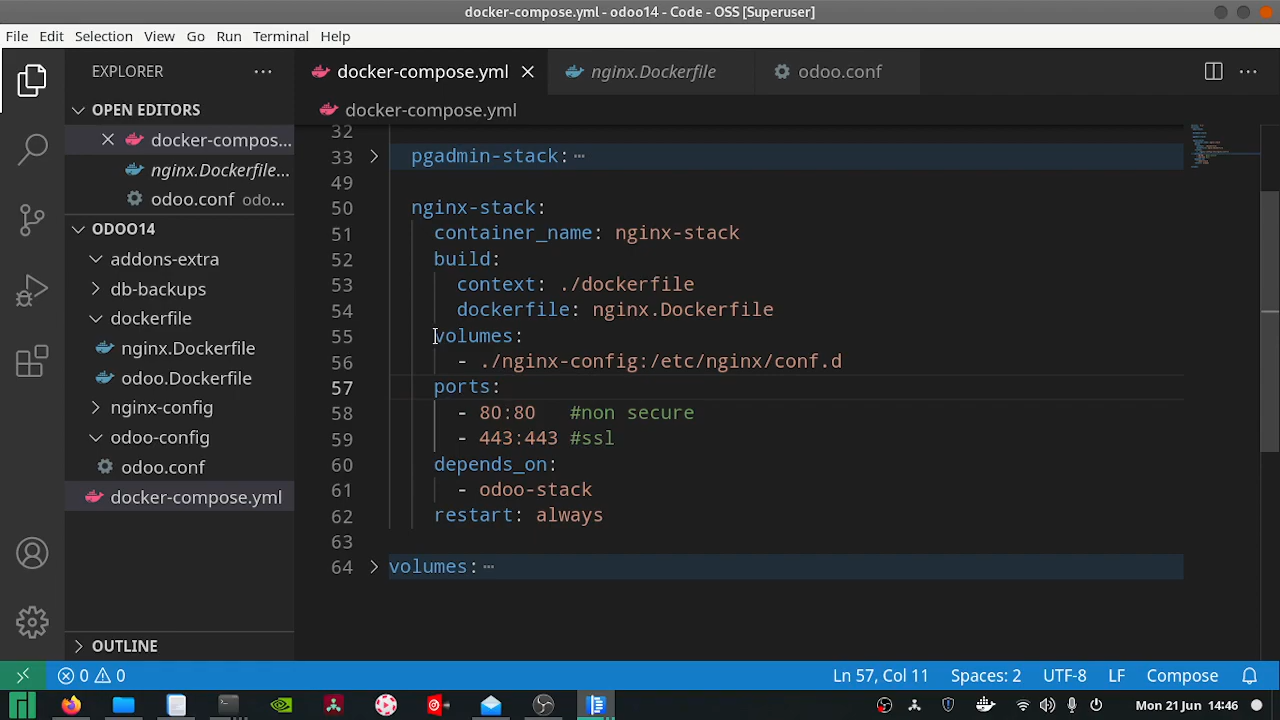 docker-compose.yml - odoo14 - Code - OSS [Superuser]
File Edit Selection View Go Run Terminal Help
EXPLORER
docker-compose.yml
nginx.Dockerfile
odoo.conf
OPEN EDITORS
docker-compos...
nginx.Dockerfile...
odoo.conf odo...
ODOO14
addons-extra
db-backups
dockerfile
nginx.Dockerfile
odoo.Dockerfile
nginx-config
odoo-config
odoo.conf
docker-compose.yml
OUTLINE
docker-compose.yml
32
33 pgadmin-stack:
49
50 nginx-stack:
51 container_name: nginx-stack
52 build:
53 context: ./dockerfile
54 dockerfile: nginx.Dockerfile
55 volumes:
56 - ./nginx-config:/etc/nginx/conf.d
57 ports:
58 - 80:80 #non secure
59 - 443:443 #ssl
60 depends_on:
61 - odoo-stack
62 restart: always
63
64 volumes:
0 0
Ln 57, Col 11 Spaces: 2 UTF-8 LF Compose
Mon 21 Jun 14:46